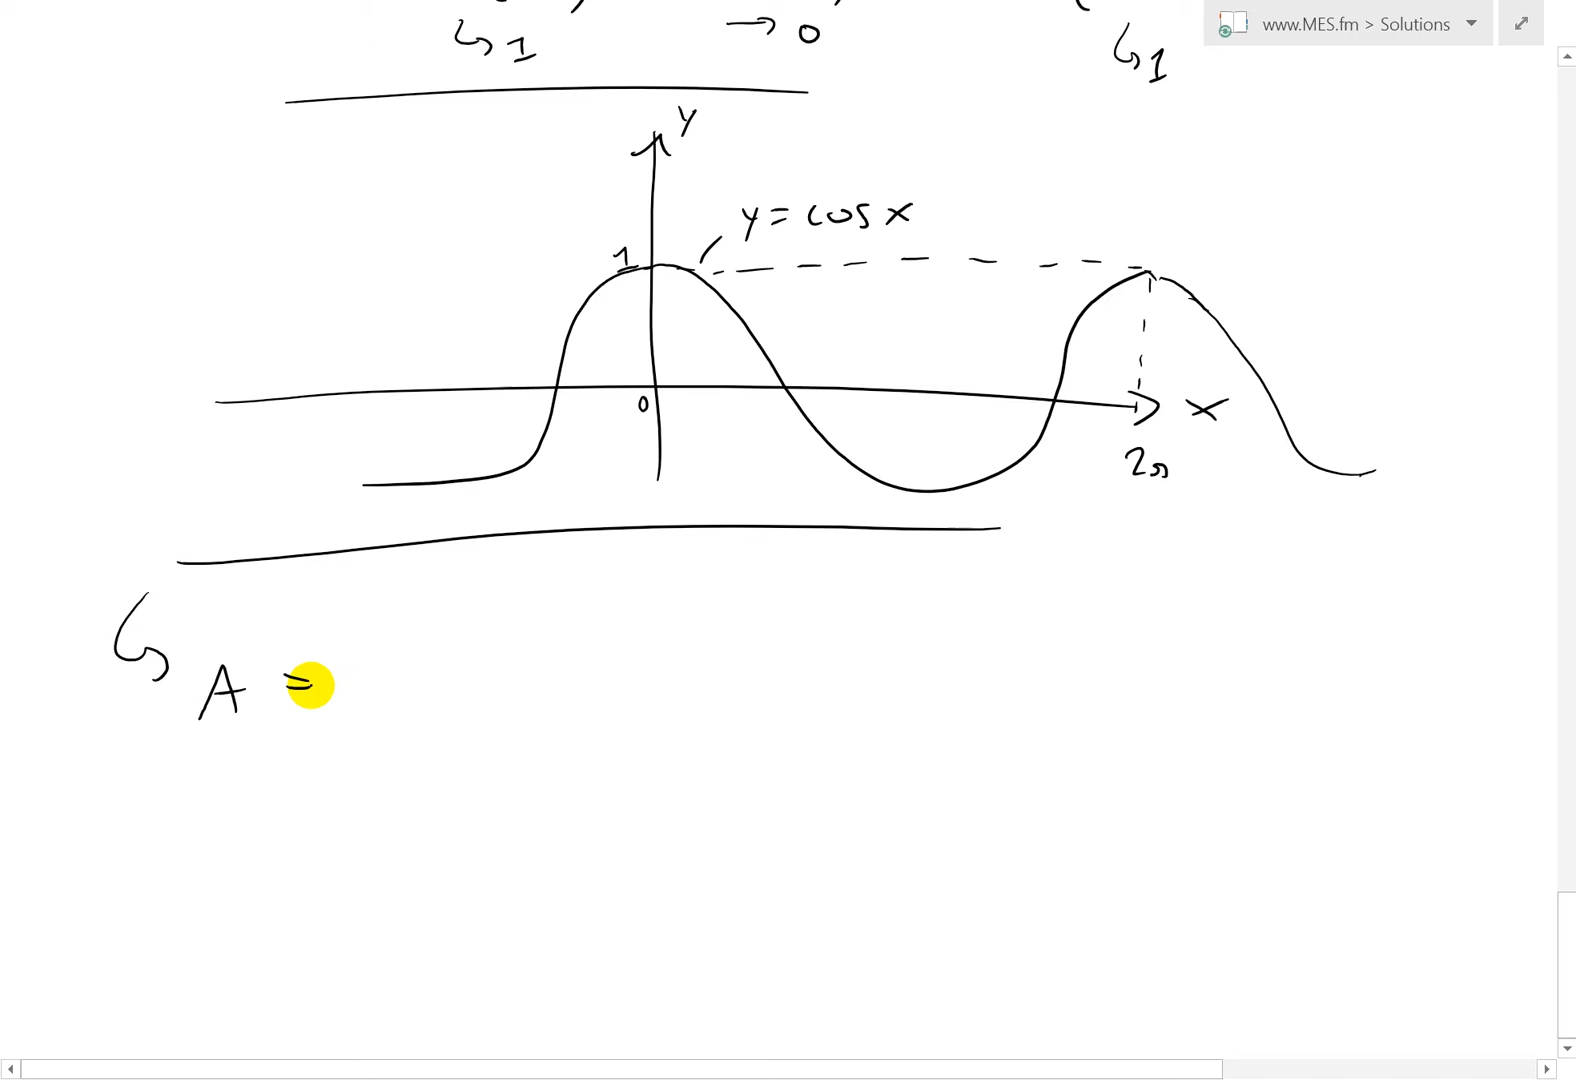 www.MES.fm > Solutions
↳ 1 → 0 ↳ 1
y
y = cos x
1
0
x
2π
↳ A =